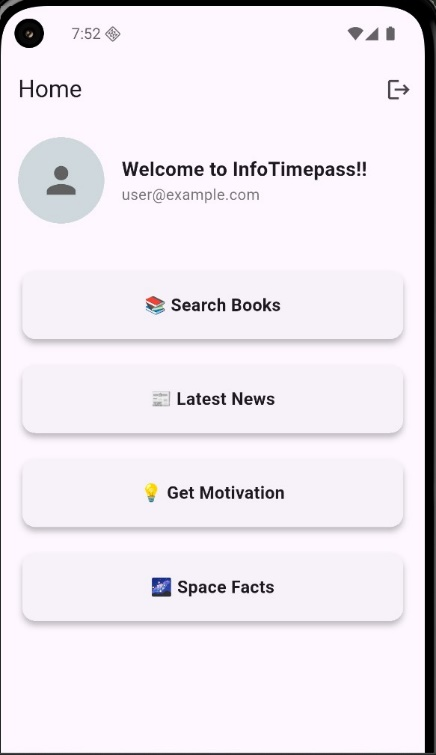 7:52
Home
Welcome to InfoTimepass!!
user@example.com
📚 Search Books
📰 Latest News
💡 Get Motivation
🌌 Space Facts